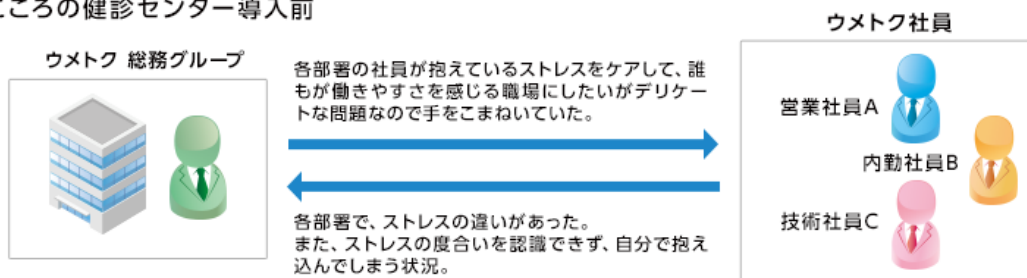 こころの健診センター導入前
ウメトク 総務グループ
各部署の社員が抱えているストレスをケアして、誰
もが働きやすさを感じる職場にしたいがデリケー
トな問題なので手をこまねいていた。
各部署で、ストレスの違いがあった。
また、ストレスの度合いを認識できず、自分で抱え
込んでしまう状況。
ウメトク社員
営業社員A
内勤社員B
技術社員C